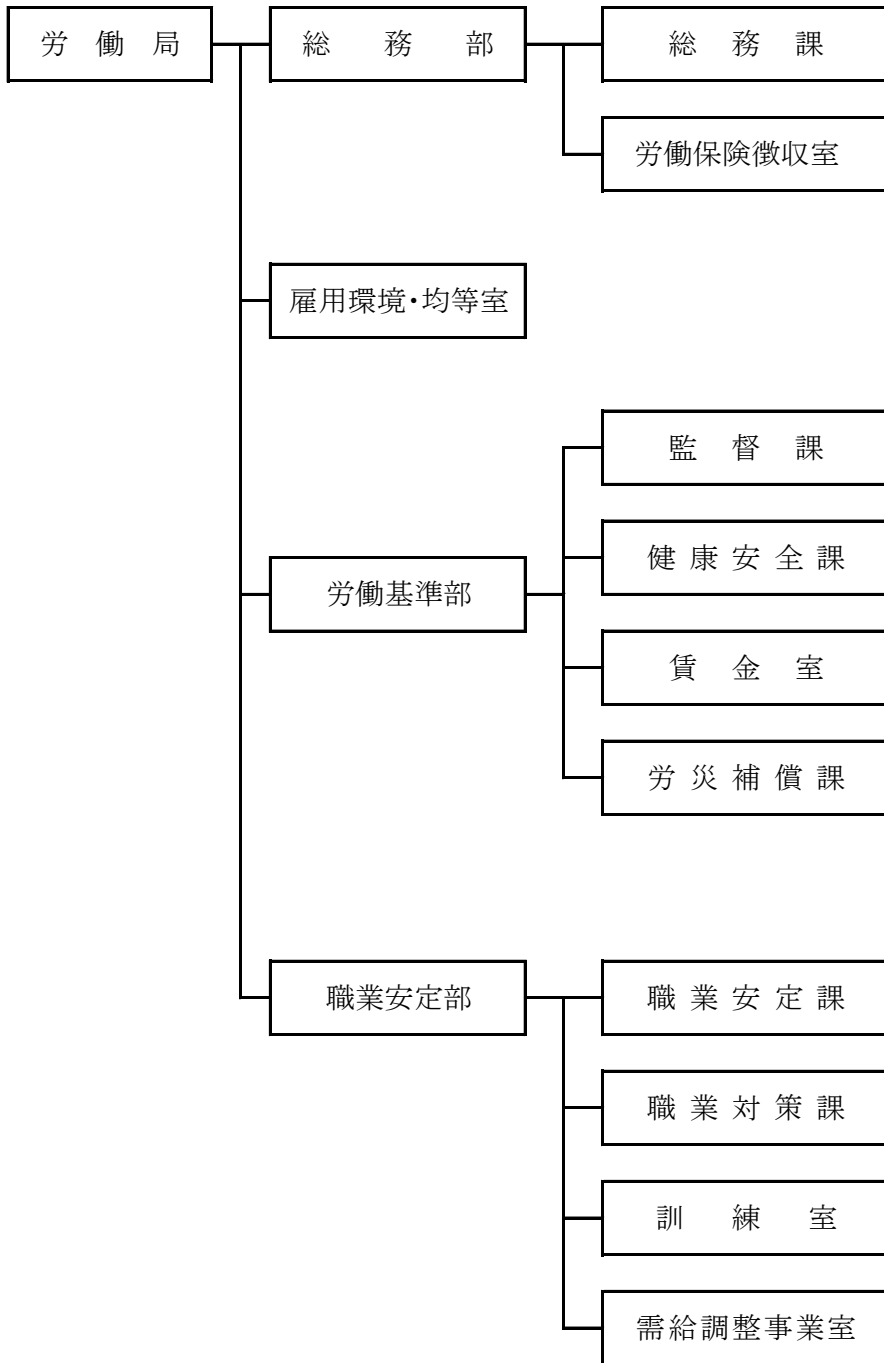 労働局
総務部
総務課
労働保険徴収室
雇用環境・均等室
監督課
健康安全課
労働基準部
賃金室
労災補償課
職業安定部
職業安定課
職業対策課
訓練室
需給調整事業室